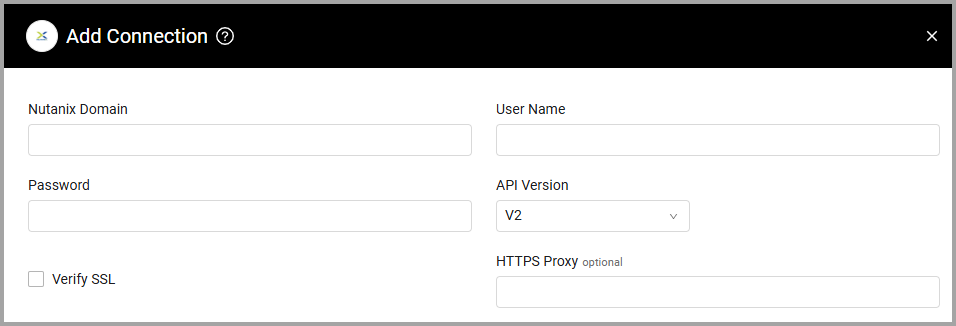 Add Connection ?
Nutanix Domain
User Name
Password
API Version
V2
Verify SSL
HTTPS Proxy optional